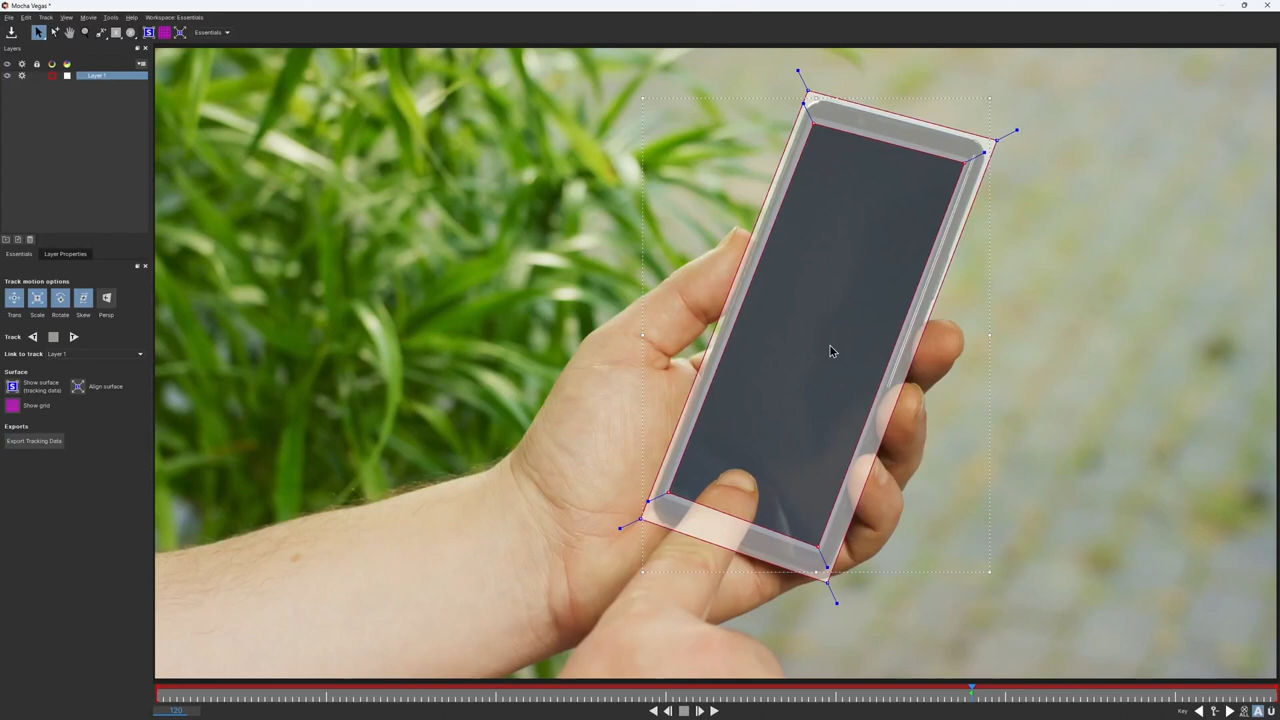 Mocha Vegas *
File Edit Track View Movie Tools Help Workspace: Essentials
Essentials
Layers
Layer 1
Essentials Layer Properties
Track motion options
Trans Scale Rotate Skew Persp
Track
Link to track Layer 1
Surface
Show surface
(tracking data)
Align surface
Show grid
Exports
Export Tracking Data
120
Key
A
U